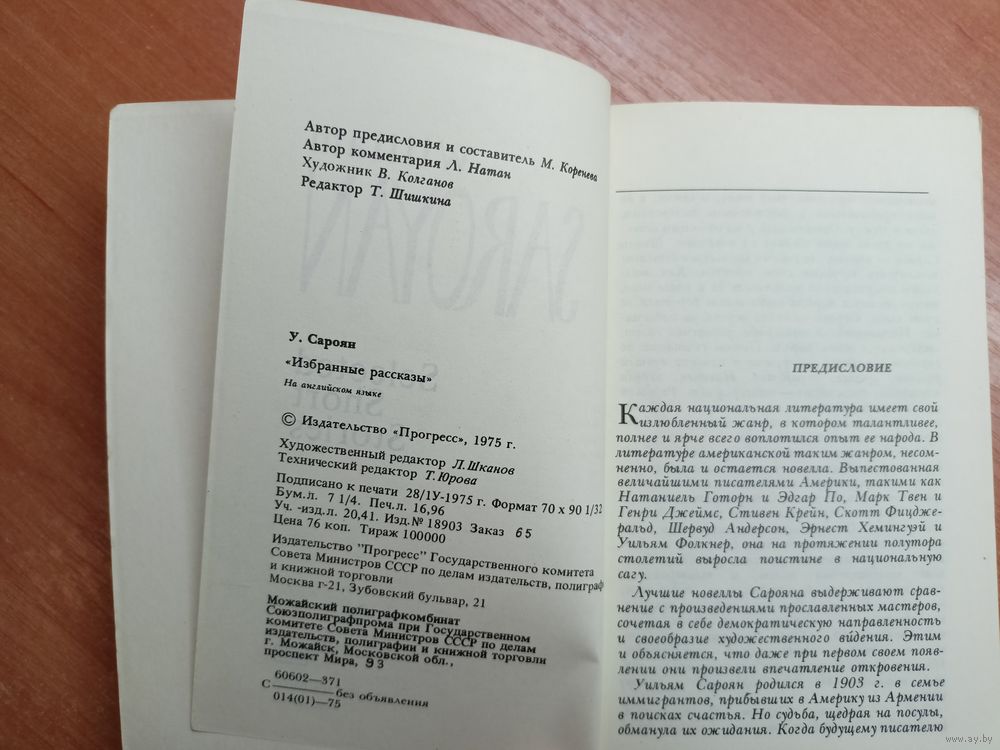 Автор предисловия и составитель М. Коренева
Автор комментария Л. Натан
Художник В. Колганов
Редактор Т. Шишкина
SAROYAN
Selected
Short
Stories
У. Сароян
«Избранные рассказы»
На английском языке
© Издательство «Прогресс», 1975 г.
Художественный редактор Л. Шканов
Технический редактор Т. Юрова
Подписано к печати 28/1У-1975 г. Формат 70 х 90 1/32
Бум.л. 7 1/4. Печ.л. 16,96
Уч. -изд.л. 20,41. Изд.№ 18903 Заказ 65
Цена 76 коп. Тираж 100000
Издательство "Прогресс" Государственного комитета
Совета Министров СССР по делам издательств, полиграф
и книжной торговли
Москва г-21, Зубовский бульвар, 21
Можайский полиграфкомбинат
Союзполиграфпрома при Государственном
комитете Совета Министров СССР по делам
издательств, полиграфии и книжной торговли
г. Можайск, Московской обл.,
проспект Мира, 93
60602—371
С———без объявления
014(01)—75
ПРЕДИСЛОВИЕ
Каждая национальная литература имеет свой
излюбленный жанр, в котором талантливее,
полнее и ярче всего воплотился опыт ее народа. В
литературе американской таким жанром, несом-
ненно, была и остается новелла. Выпестованная
величайшими писателями Америки, такими как
Натаниель Готорн и Эдгар По, Марк Твен и
Генри Джеймс, Стивен Крейн, Скотт Фицдже-
ральд, Шервуд Андерсон, Эрнест Хемингуэй и
Уильям Фолкнер, она на протяжении полутора
столетий выросла поистине в национальную
сагу.
Лучшие новеллы Сарояна выдерживают срав-
нение с произведениями прославленных мастеров,
сочетая в себе демократическую направленность
и своеобразие художественного ви́дения. Этим
и объясняется, что даже при первом своем появ-
лении они произвели впечатление откровения.
Уильям Сароян родился в 1903 г. в семье
иммигрантов, прибывших в Америку из Армении
в поисках счастья. Но судьба, щедрая на посулы,
обманула их ожидания. Когда будущему писателю
www.ay.by